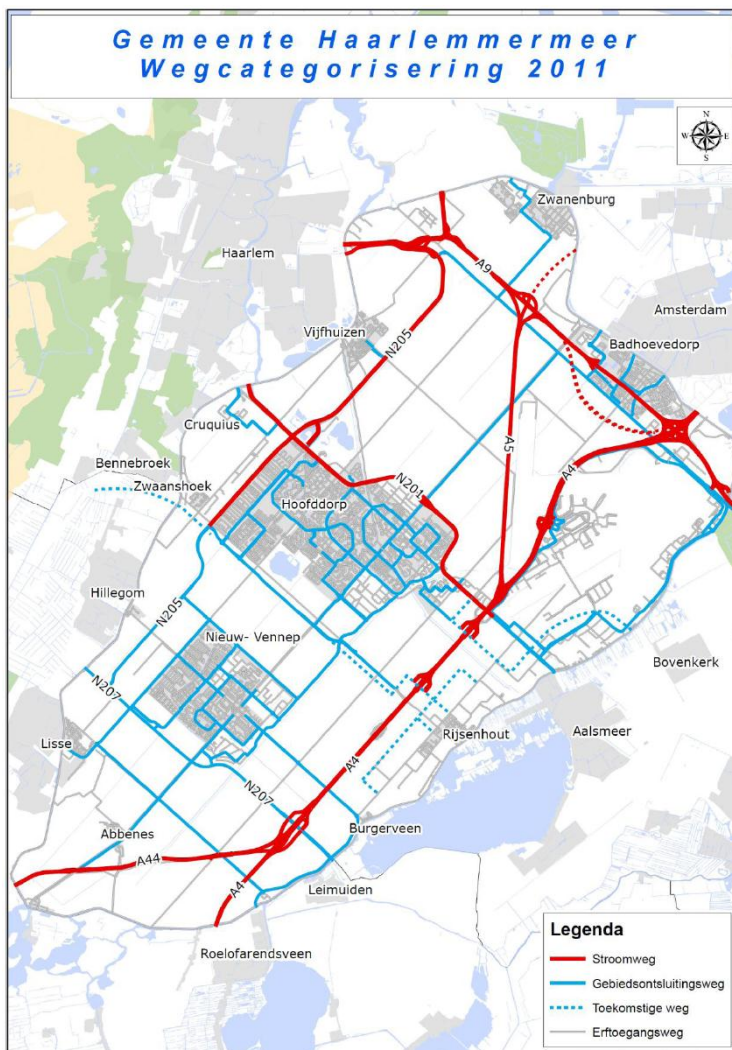 Gemeente Haarlemmermeer
Wegcategorisering 2011
N
W E
S
Zwanenburg
Haarlem
A9
Amsterdam
Vijfhuizen
N205
Badhoevedorp
Cruquius
A5
A4
Bennebroek
N201
Zwaanshoek
Hoofddorp
Hillegom
N205
Nieuw- Vennep
Bovenkerk
N207
Lisse
Rijsenhout
Aalsmeer
A4
N207
Abbenes
Burgerveen
A44
A4
Leimuiden
Roelofarendsveen
Legenda
Stroomweg
Gebiedsontsluitingsweg
Toekomstige weg
Erftoegangsweg